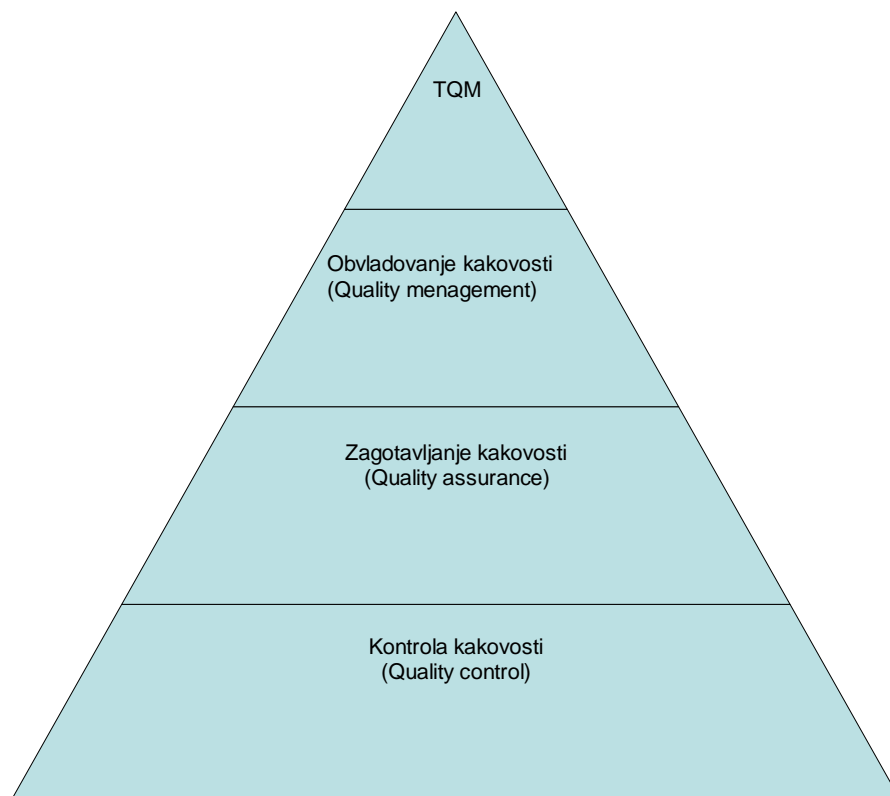 TQM
Obvladovanje kakovosti
(Quality menagement)
Zagotavljanje kakovosti
(Quality assurance)
Kontrola kakovosti
(Quality control)